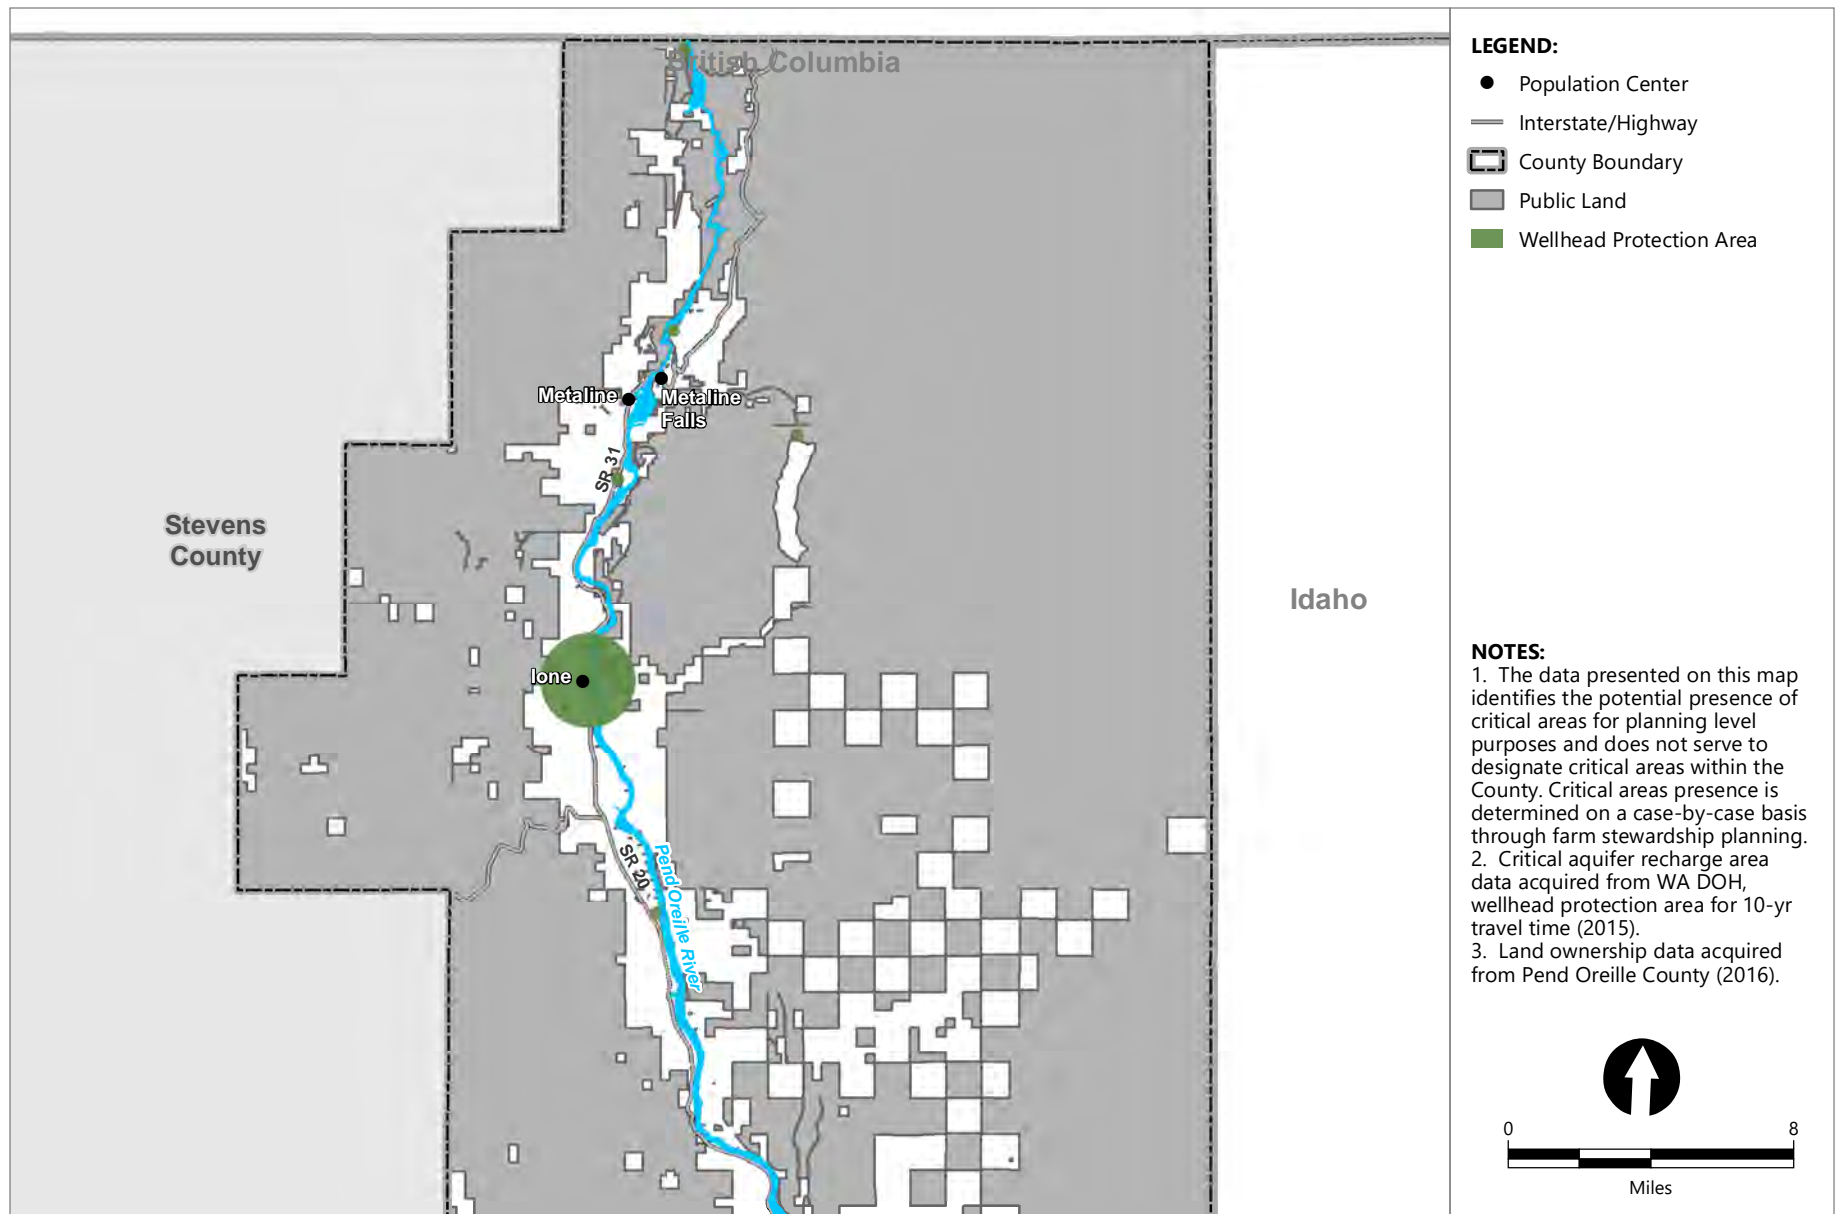 British Columbia
Metaline
Metaline
Falls
SR 31
Stevens
County
Idaho
Ione
SR 20
Pend Oreille River
LEGEND:
Population Center
Interstate/Highway
County Boundary
Public Land
Wellhead Protection Area
NOTES:
1. The data presented on this map
identifies the potential presence of
critical areas for planning level
purposes and does not serve to
designate critical areas within the
County. Critical areas presence is
determined on a case-by-case basis
through farm stewardship planning.
2. Critical aquifer recharge area
data acquired from WA DOH,
wellhead protection area for 10-yr
travel time (2015).
3. Land ownership data acquired
from Pend Oreille County (2016).
0 8
Miles